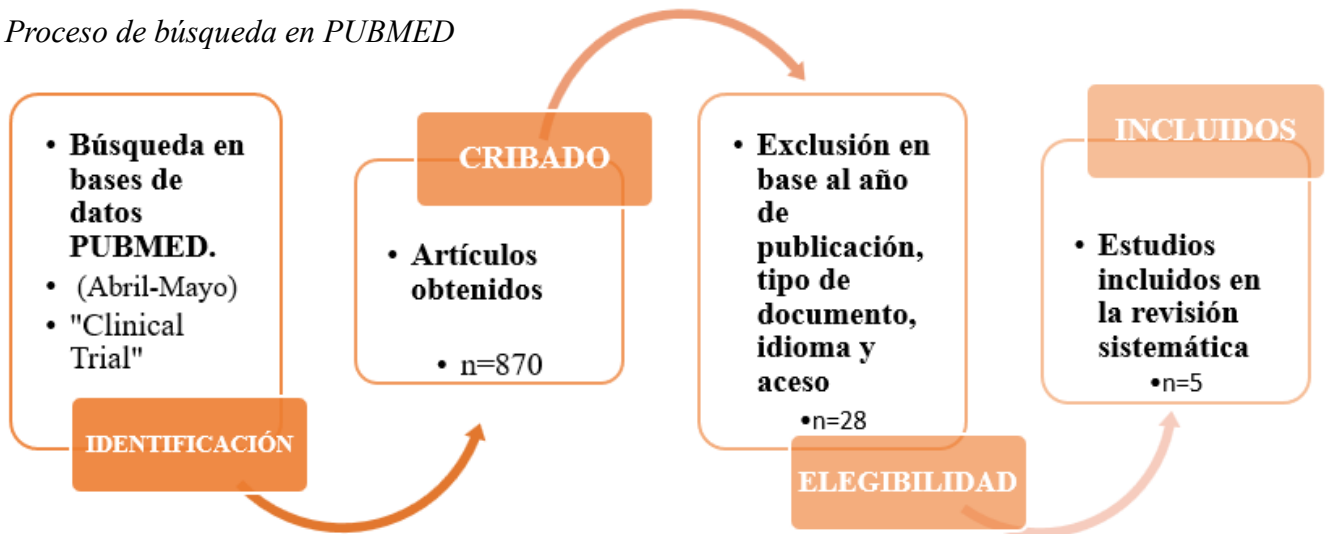 Proceso de búsqueda en PUBMED
• Búsqueda en
bases de
datos
PUBMED.
• (Abril-Mayo)
• "Clinical
Trial"
IDENTIFICACIÓN
CRIBADO
• Artículos
obtenidos
• n=870
• Exclusión en
base al año
de
publicación,
tipo de
documento,
idioma y
aceso
•n=28
ELEGIBILIDAD
INCLUIDOS
• Estudios
incluidos en
la revisión
sistemática
•n=5